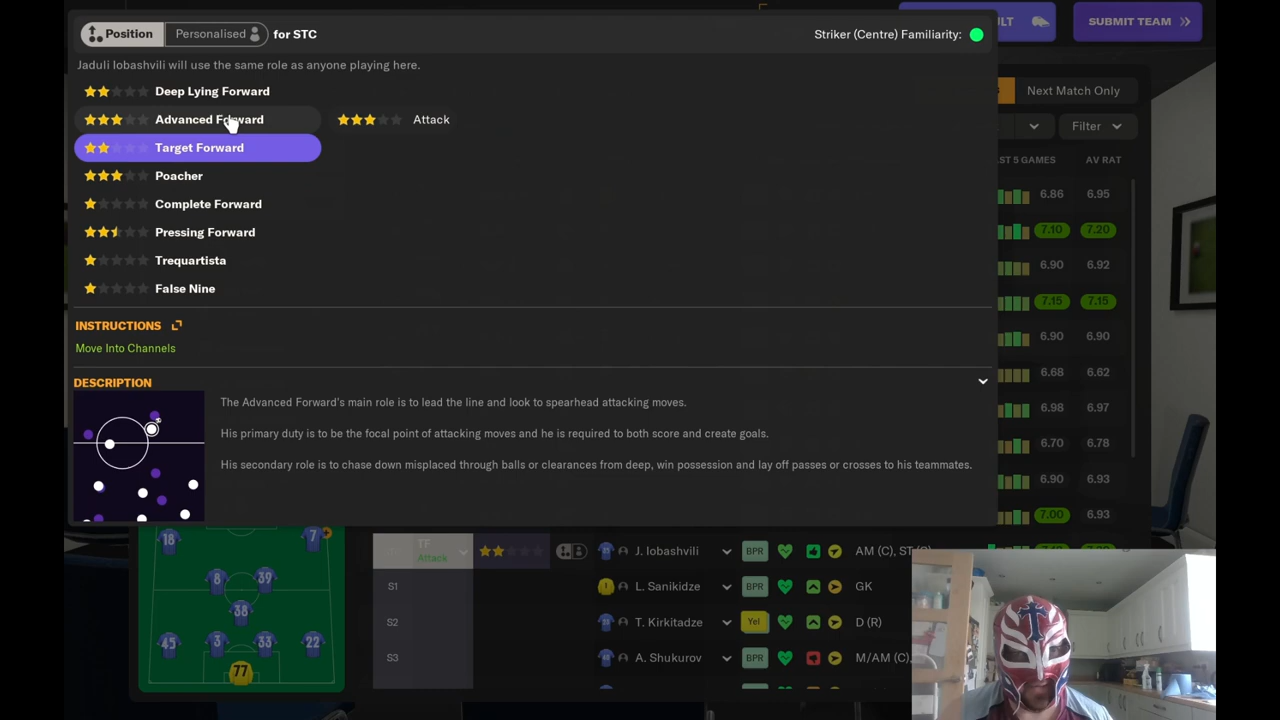 Position Personalised for STC
Striker (Centre) Familiarity:
SUBMIT TEAM
Jaduli Iobashvili will use the same role as anyone playing here.
Deep Lying Forward
Advanced Forward
Attack
Target Forward
Poacher
Complete Forward
Pressing Forward
Trequartista
False Nine
Next Match Only
Filter
ST 5 GAMES AV RAT
6.86 6.95
7.10 7.20
6.90 6.92
7.15 7.15
6.90 6.90
6.68 6.62
6.98 6.97
6.70 6.78
6.90 6.93
7.00 6.93
INSTRUCTIONS
Move Into Channels
DESCRIPTION
The Advanced Forward's main role is to lead the line and look to spearhead attacking moves.
His primary duty is to be the focal point of attacking moves and he is required to both score and create goals.
His secondary role is to chase down misplaced through balls or clearances from deep, win possession and lay off passes or crosses to his teammates.
18 7
8 39
38
45 3 33 22
77
TF
Attack
J. Iobashvili BPR AM (C), ST (C)
S1 L. Sanikidze BPR GK
S2 T. Kirkitadze Yel D (R)
S3 A. Shukurov BPR M/AM (C),